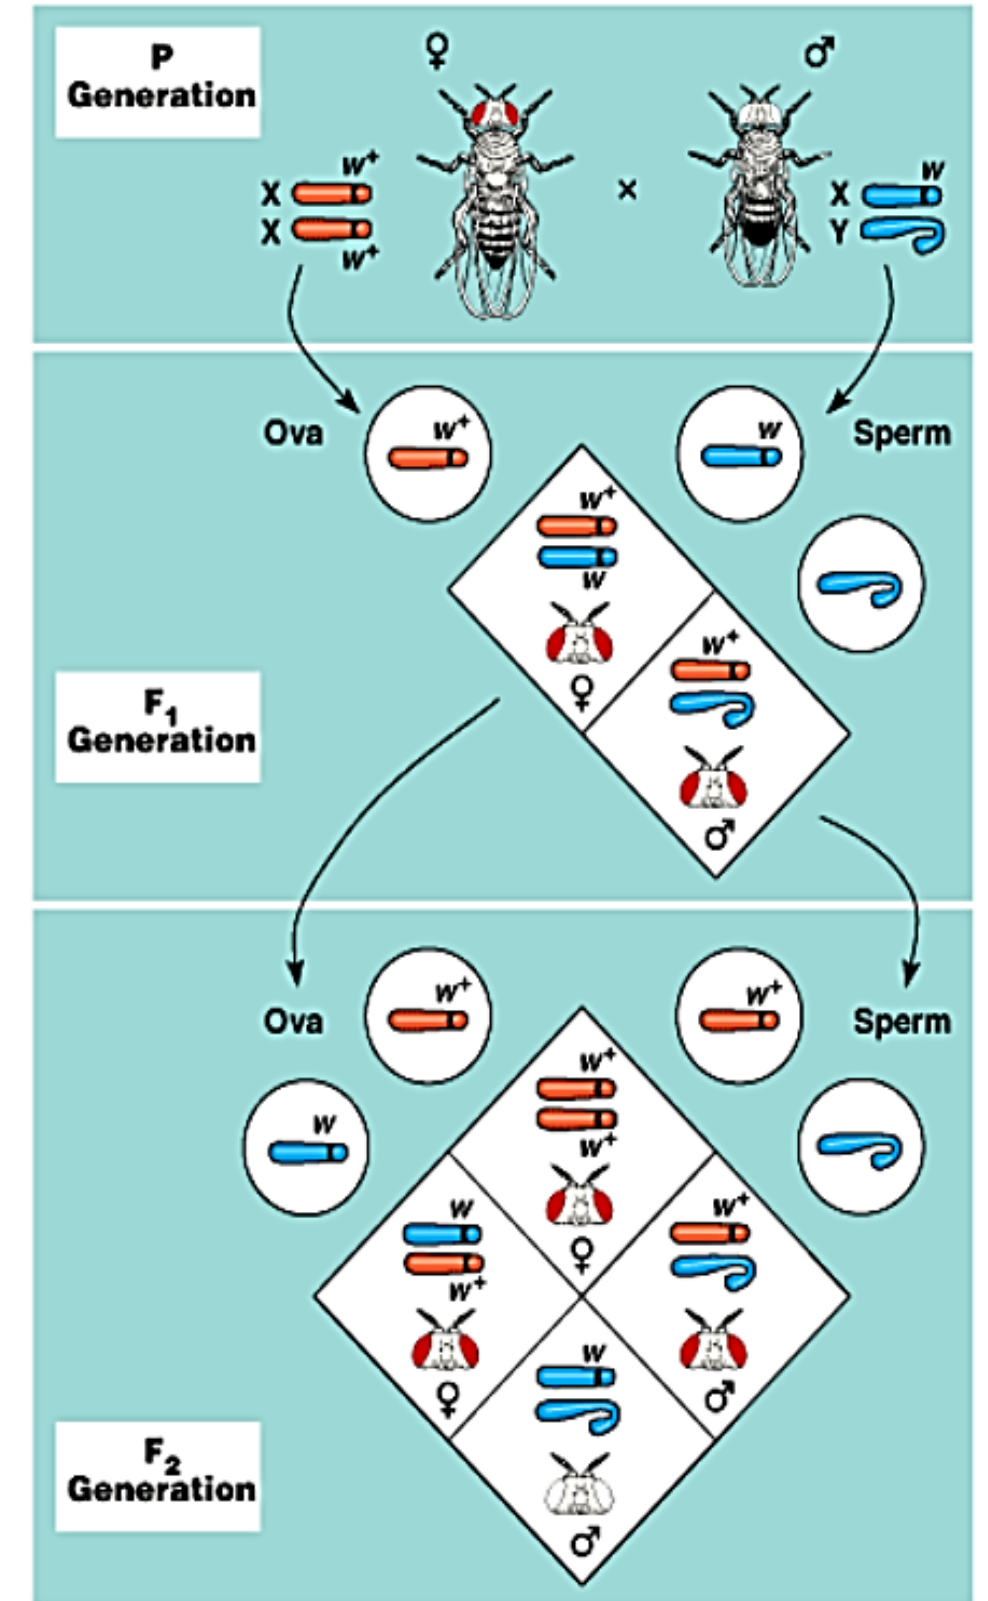 P
Generation
♀
♂
w⁺
X
X
w⁺
×
w
X
Y
Ova
w⁺
w
Sperm
w⁺
w
♀
w⁺
♂
F₁
Generation
Ova
w⁺
w⁺
Sperm
w
w⁺
w⁺
♀
w
w⁺
♀
w⁺
♂
w
♂
F₂
Generation